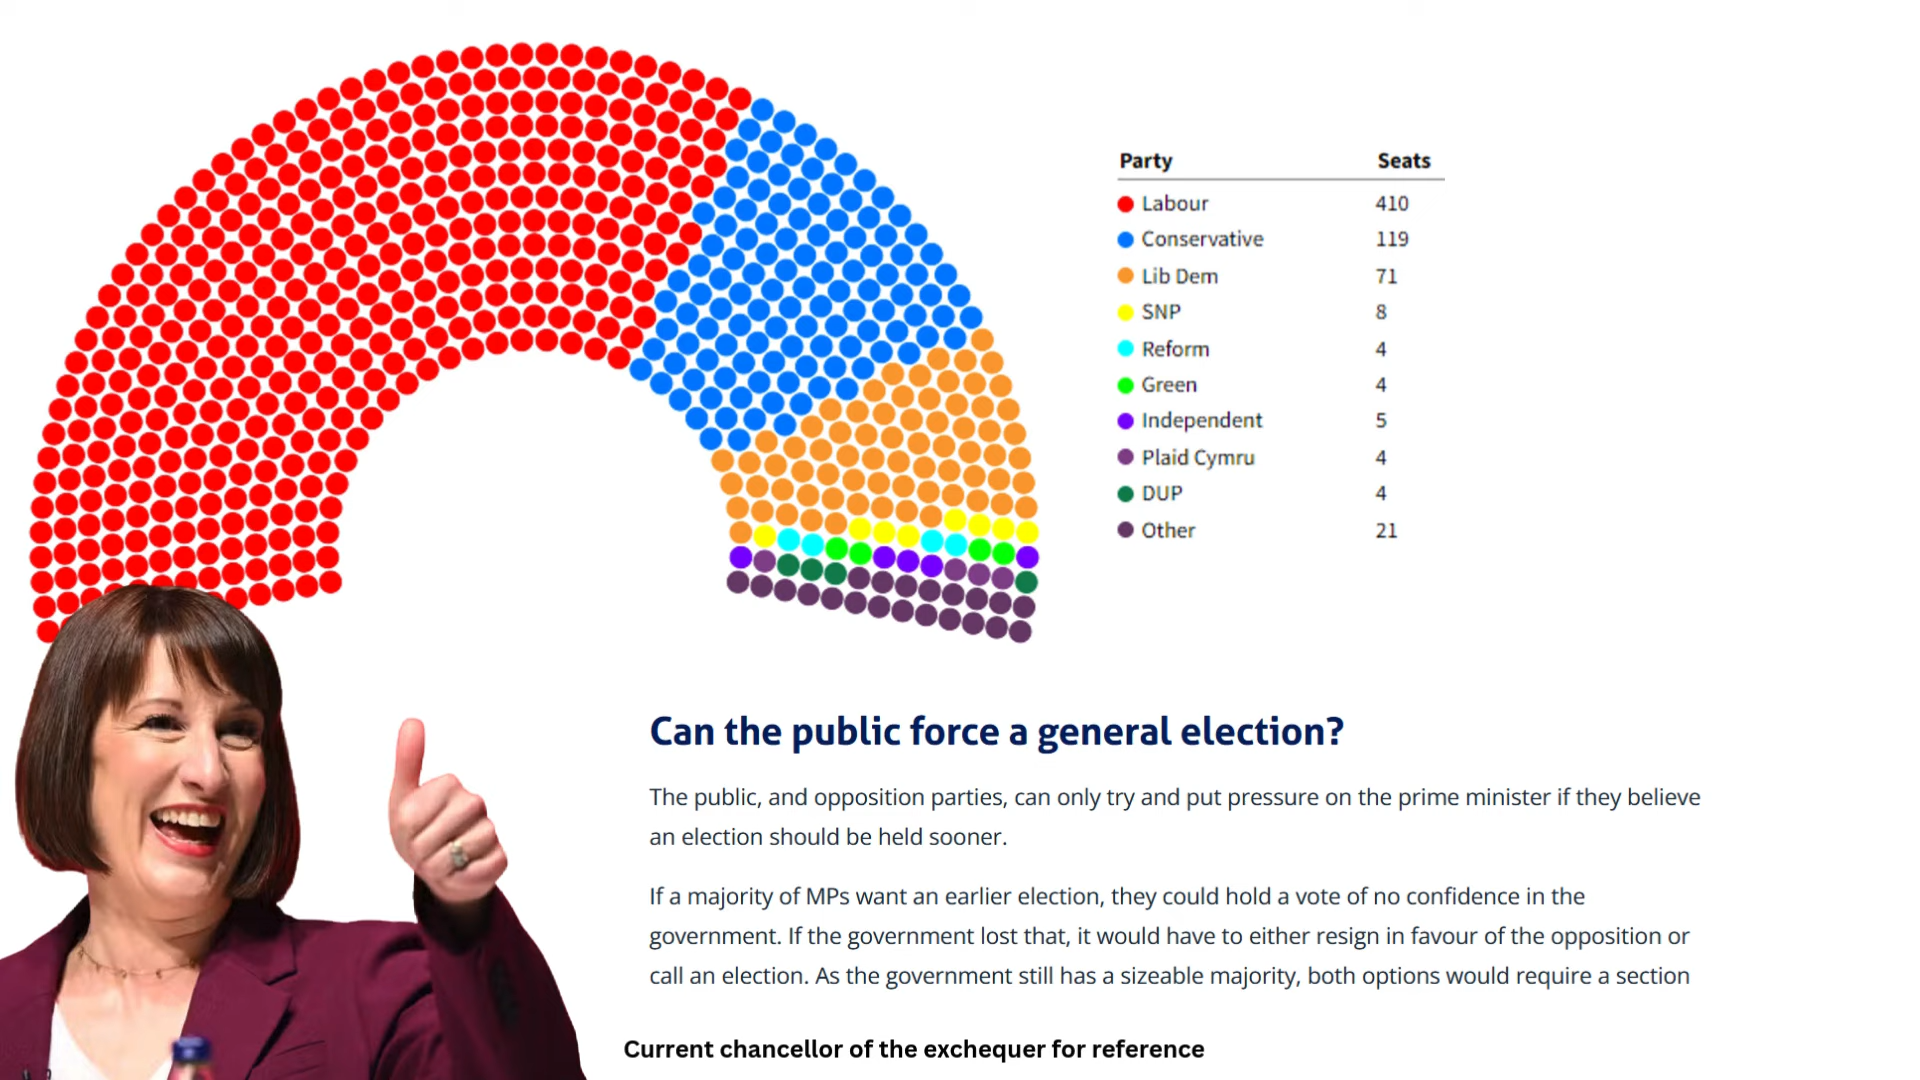 Party Seats
Labour 410
Conservative 119
Lib Dem 71
SNP 8
Reform 4
Green 4
Independent 5
Plaid Cymru 4
DUP 4
Other 21
Can the public force a general election?
The public, and opposition parties, can only try and put pressure on the prime minister if they believe
an election should be held sooner.
If a majority of MPs want an earlier election, they could hold a vote of no confidence in the
government. If the government lost that, it would have to either resign in favour of the opposition or
call an election. As the government still has a sizeable majority, both options would require a section
Current chancellor of the exchequer for reference